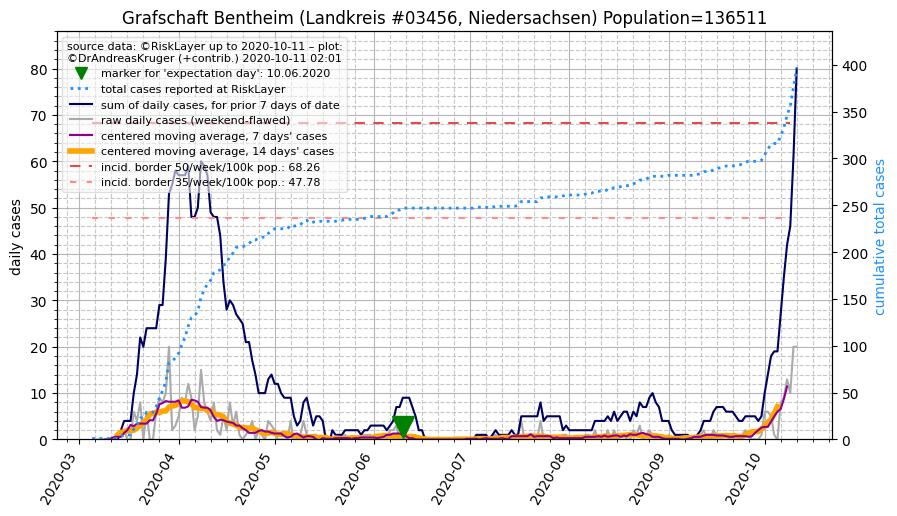 Grafschaft Bentheim (Landkreis #03456, Niedersachsen) Population=136511
source data: ©RiskLayer up to 2020-10-11 – plot:
©DrAndreasKruger (+contrib.) 2020-10-11 02:01
marker for 'expectation day': 10.06.2020
total cases reported at RiskLayer
sum of daily cases, for prior 7 days of date
raw daily cases (weekend-flawed)
centered moving average, 7 days' cases
centered moving average, 14 days' cases
incid. border 50/week/100k pop.: 68.26
incid. border 35/week/100k pop.: 47.78
daily cases
80
70
60
50
40
30
20
10
0
cumulative total cases
400
350
300
250
200
150
100
50
0
2020-03
2020-04
2020-05
2020-06
2020-07
2020-08
2020-09
2020-10